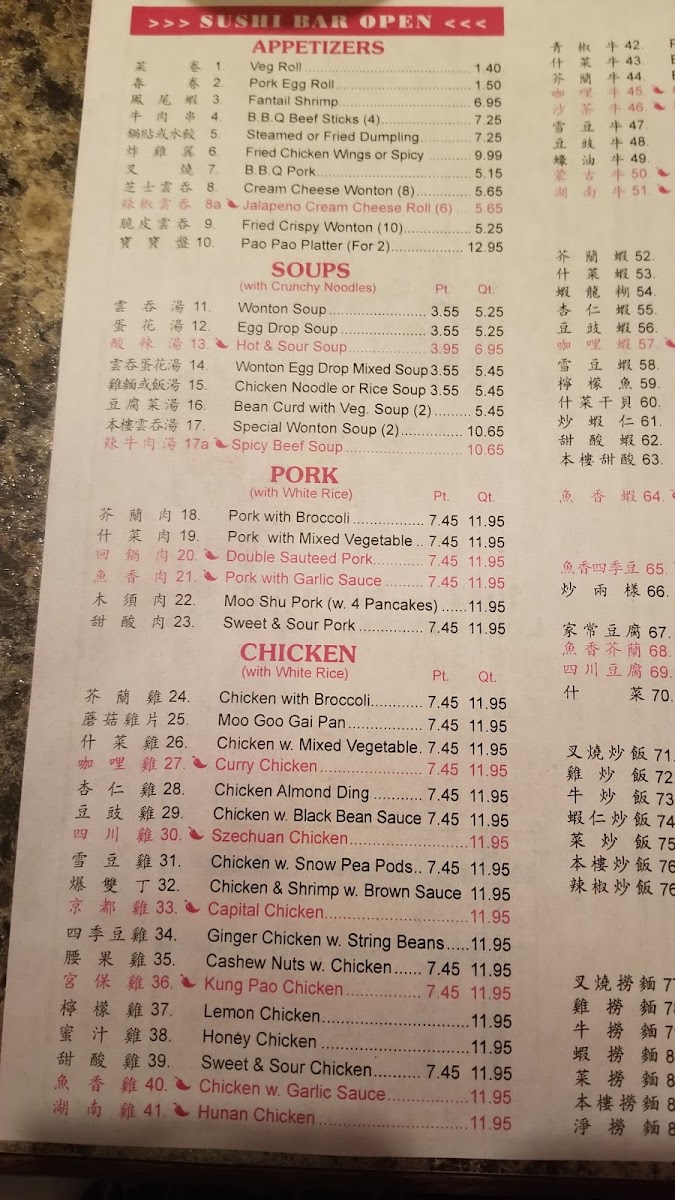 >>> SUSHI BAR OPEN <<<
APPETIZERS
菜 卷 1. Veg Roll 1.40
春 卷 2. Pork Egg Roll 1.50
鳳尾蝦 3. Fantail Shrimp 6.95
牛肉串 4. B.B.Q Beef Sticks (4) 7.25
鍋貼或水餃 5. Steamed or Fried Dumpling 7.25
炸雞翼 6. Fried Chicken Wings or Spicy 9.99
叉 燒 7. B.B.Q Pork 5.15
芝士雲吞 8. Cream Cheese Wonton (8) 5.65
辣椒雲吞 8a Jalapeno Cream Cheese Roll (6) 5.65
脆皮雲吞 9. Fried Crispy Wonton (10) 5.25
寶寶盤 10. Pao Pao Platter (For 2) 12.95
SOUPS
(with Crunchy Noodles) Pt. Qt.
雲吞湯 11. Wonton Soup 3.55 5.25
蛋花湯 12. Egg Drop Soup 3.55 5.25
酸辣湯 13. Hot & Sour Soup 3.95 6.95
雲吞蛋花湯 14. Wonton Egg Drop Mixed Soup 3.55 5.45
雞麵或飯湯 15. Chicken Noodle or Rice Soup 3.55 5.45
豆腐菜湯 16. Bean Curd with Veg. Soup (2) 5.45
本樓雲吞湯 17. Special Wonton Soup (2) 10.65
辣牛肉湯 17a Spicy Beef Soup 10.65
PORK
(with White Rice) Pt. Qt.
芥蘭肉 18. Pork with Broccoli 7.45 11.95
什菜肉 19. Pork with Mixed Vegetable 7.45 11.95
回鍋肉 20. Double Sauteed Pork 7.45 11.95
魚香肉 21. Pork with Garlic Sauce 7.45 11.95
木須肉 22. Moo Shu Pork (w. 4 Pancakes) 11.95
甜酸肉 23. Sweet & Sour Pork 7.45 11.95
CHICKEN
(with White Rice) Pt. Qt.
芥蘭雞 24. Chicken with Broccoli 7.45 11.95
蘑菇雞片 25. Moo Goo Gai Pan 7.45 11.95
什菜雞 26. Chicken w. Mixed Vegetable 7.45 11.95
咖哩雞 27. Curry Chicken 7.45 11.95
杏仁雞 28. Chicken Almond Ding 7.45 11.95
豆豉雞 29. Chicken w. Black Bean Sauce 7.45 11.95
四川雞 30. Szechuan Chicken 11.95
雪豆雞 31. Chicken w. Snow Pea Pods 7.45 11.95
爆雙丁 32. Chicken & Shrimp w. Brown Sauce 11.95
京都雞 33. Capital Chicken 11.95
四季豆雞 34. Ginger Chicken w. String Beans 11.95
腰果雞 35. Cashew Nuts w. Chicken 7.45 11.95
宮保雞 36. Kung Pao Chicken 7.45 11.95
檸檬雞 37. Lemon Chicken 11.95
蜜汁雞 38. Honey Chicken 11.95
甜酸雞 39. Sweet & Sour Chicken 7.45 11.95
魚香雞 40. Chicken w. Garlic Sauce 11.95
湖南雞 41. Hunan Chicken 11.95
青椒牛 42.
什菜牛 43.
芥蘭牛 44.
咖哩牛 45.
沙茶牛 46.
雪豆牛 47.
豆豉牛 48.
蠔油牛 49.
蒙古牛 50
湖南牛 51.
芥蘭蝦 52.
什菜蝦 53.
蝦龍糊 54.
杏仁蝦 55.
豆豉蝦 56.
咖哩蝦 57.
雪豆蝦 58.
檸檬魚 59.
什菜干貝 60.
炒蝦仁 61.
甜酸蝦 62.
本樓甜酸 63.
魚香蝦 64.
魚香四季豆 65.
炒兩樣 66.
家常豆腐 67.
魚香芥蘭 68.
四川豆腐 69.
什 菜 70.
叉燒炒飯 71.
雞炒飯 72
牛炒飯 73
蝦仁炒飯 74
菜炒飯 75
本樓炒飯 76
辣椒炒飯 76
叉燒撈麵 77
雞撈麵 78
牛撈麵 79
蝦撈麵 8
菜撈麵 8
本樓撈麵 8
淨撈麵 8